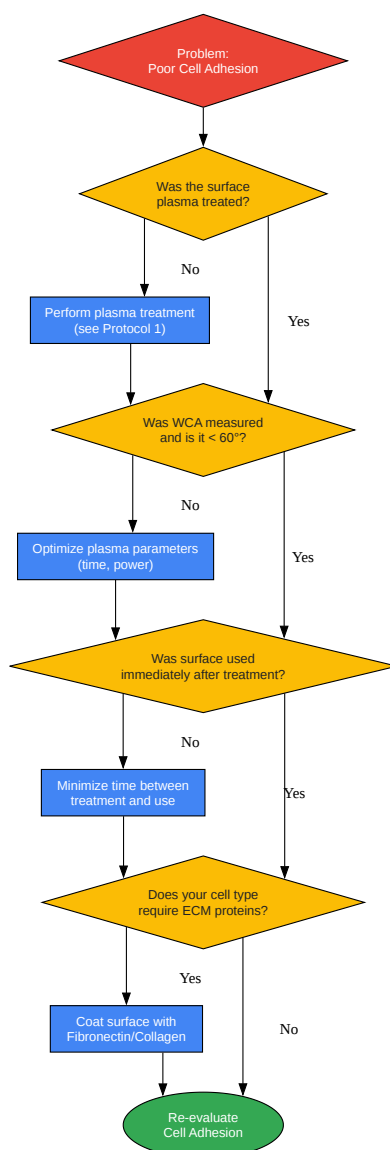 Problem:
Poor Cell Adhesion
Was the surface
plasma treated?
No
Perform plasma treatment
(see Protocol 1)
Yes
Was WCA measured
and is it < 60°?
No
Optimize plasma parameters
(time, power)
Yes
Was surface used
immediately after treatment?
No
Minimize time between
treatment and use
Yes
Does your cell type
require ECM proteins?
Yes
Coat surface with
Fibronectin/Collagen
No
Re-evaluate
Cell Adhesion